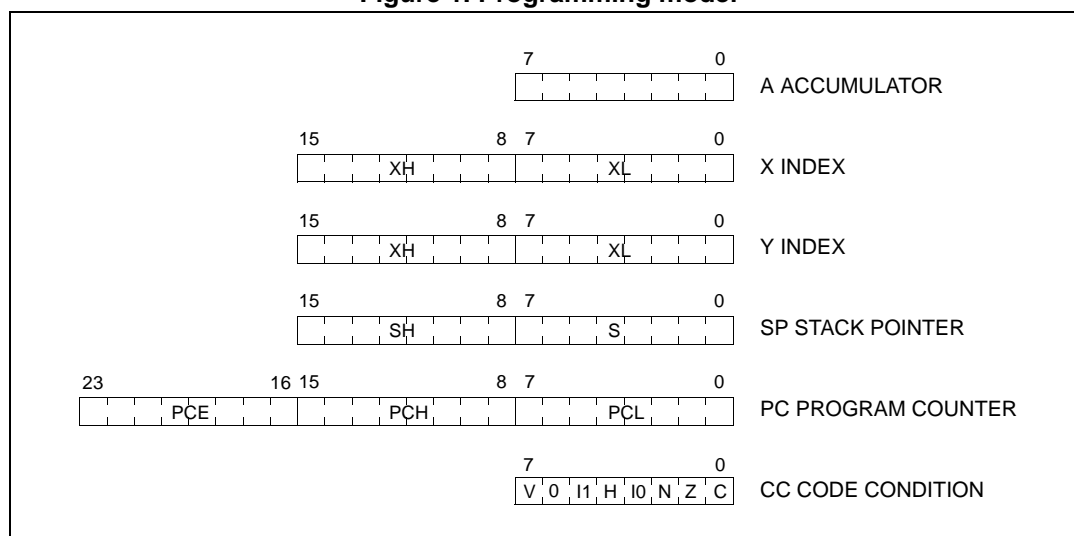 Figure 1. Programming model
7 0
A ACCUMULATOR
15 8 7 0
XH XL X INDEX
15 8 7 0
XH XL Y INDEX
15 8 7 0
SH S SP STACK POINTER
23 16 15 8 7 0
PCE PCH PCL PC PROGRAM COUNTER
7 0
V 0 I1 H I0 N Z C CC CODE CONDITION